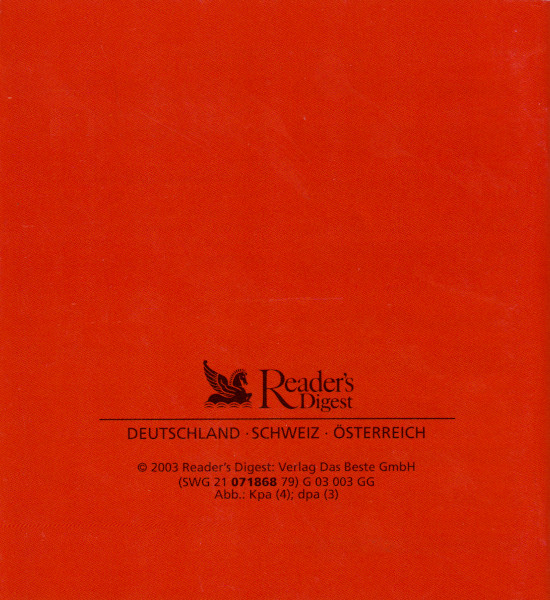 Reader's
Digest
DEUTSCHLAND · SCHWEIZ · ÖSTERREICH
© 2003 Reader's Digest: Verlag Das Beste GmbH
(SWG 21 071868 79) G 03 003 GG
Abb.: Kpa (4); dpa (3)